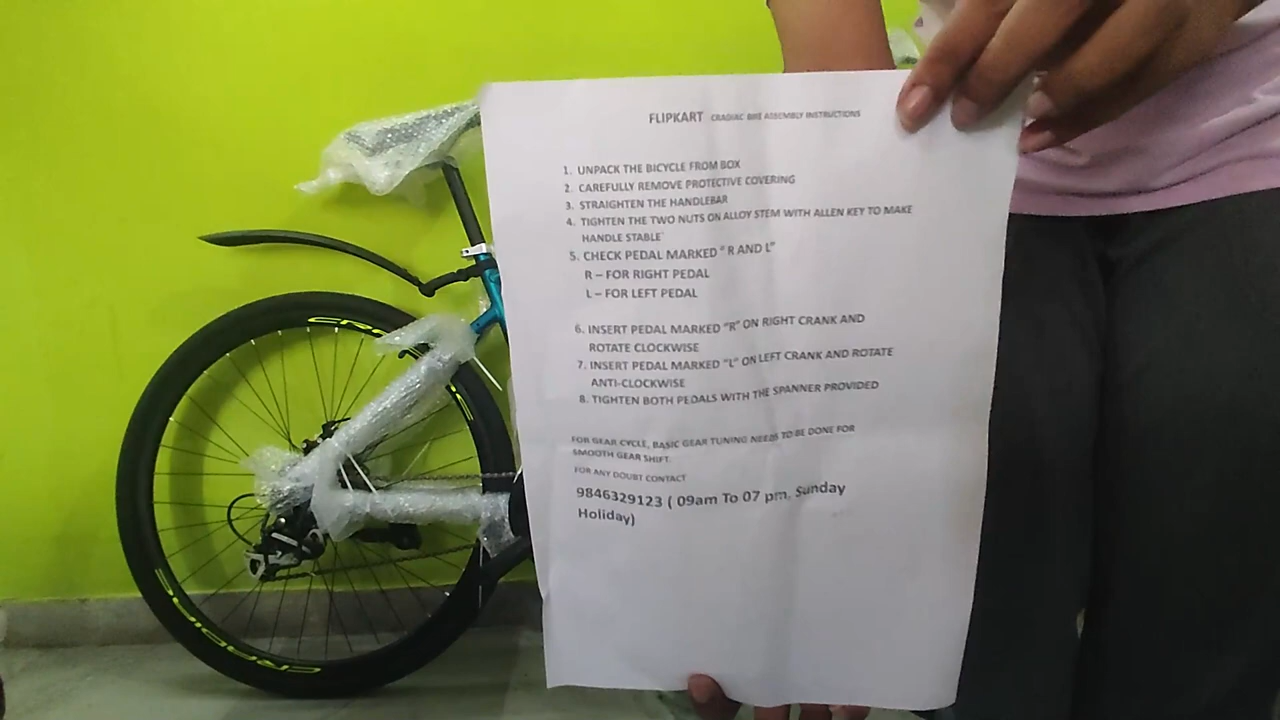 FLIPKART CRADIAC BIKE ASSEMBLY INSTRUCTIONS
1. UNPACK THE BICYCLE FROM BOX
2. CAREFULLY REMOVE PROTECTIVE COVERING
3. STRAIGHTEN THE HANDLEBAR
4. TIGHTEN THE TWO NUTS ON ALLOY STEM WITH ALLEN KEY TO MAKE
HANDLE STABLE`
5. CHECK PEDAL MARKED “R AND L”
R – FOR RIGHT PEDAL
L – FOR LEFT PEDAL
6. INSERT PEDAL MARKED “R” ON RIGHT CRANK AND
ROTATE CLOCKWISE
7. INSERT PEDAL MARKED “L” ON LEFT CRANK AND ROTATE
ANTI-CLOCKWISE
8. TIGHTEN BOTH PEDALS WITH THE SPANNER PROVIDED
FOR GEAR CYCLE, BASIC GEAR TUNING NEEDS TO BE DONE FOR
SMOOTH GEAR SHIFT.
FOR ANY DOUBT CONTACT
9846329123 ( 09am To 07 pm, Sunday
Holiday)
CRADIAC